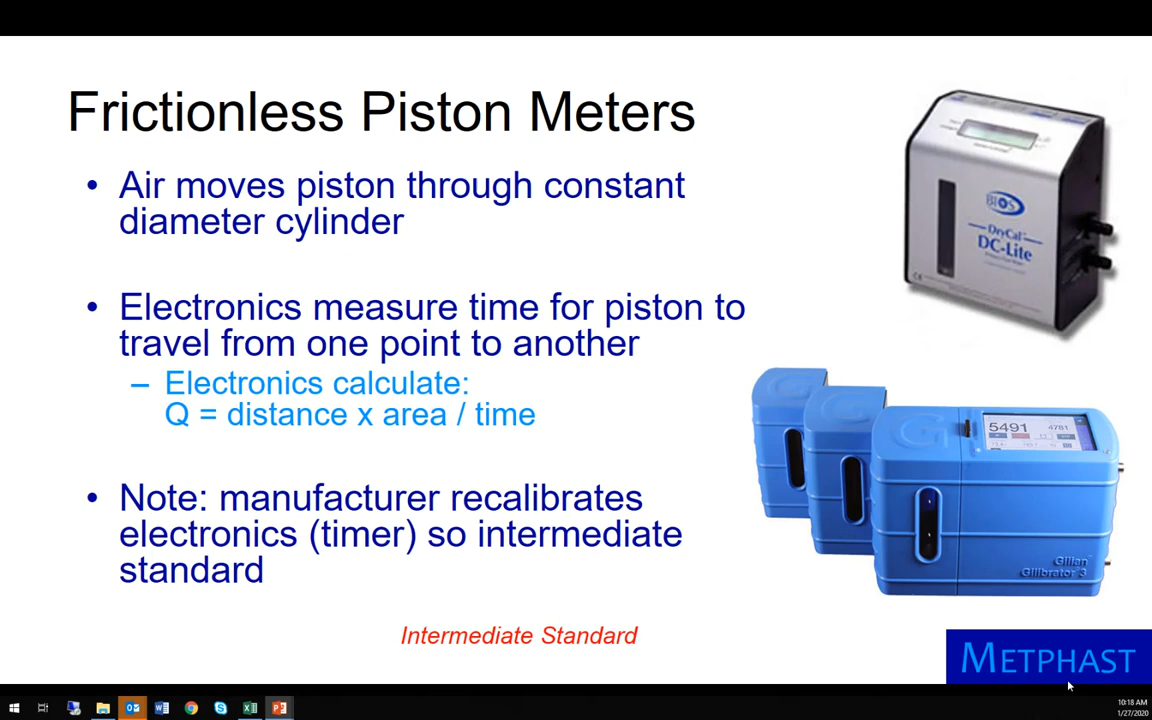 Frictionless Piston Meters
• Air moves piston through constant
diameter cylinder
• Electronics measure time for piston to
travel from one point to another
– Electronics calculate:
Q = distance x area / time
• Note: manufacturer recalibrates
electronics (timer) so intermediate
standard
Intermediate Standard
BIOS
DryCal
DC-Lite
5491
4781
Gilian
Gilibrator 3
METPHAST
10:18 AM
1/27/2020